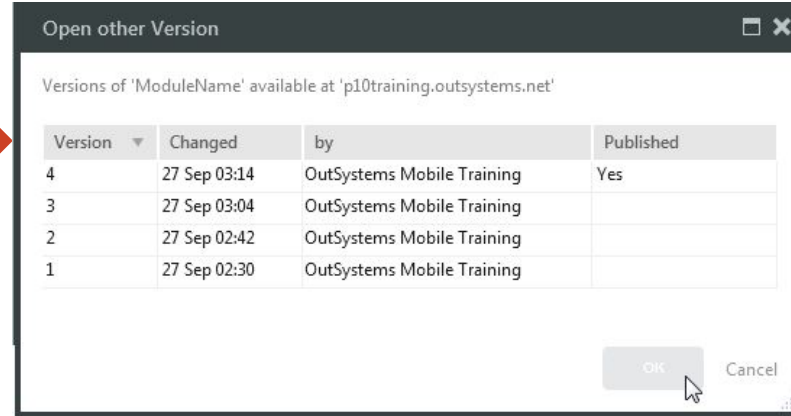 Open other Version
Versions of 'ModuleName' available at 'p10training.outsystems.net'
Version Changed by Published
4 27 Sep 03:14 OutSystems Mobile Training Yes
3 27 Sep 03:04 OutSystems Mobile Training
2 27 Sep 02:42 OutSystems Mobile Training
1 27 Sep 02:30 OutSystems Mobile Training
OK Cancel